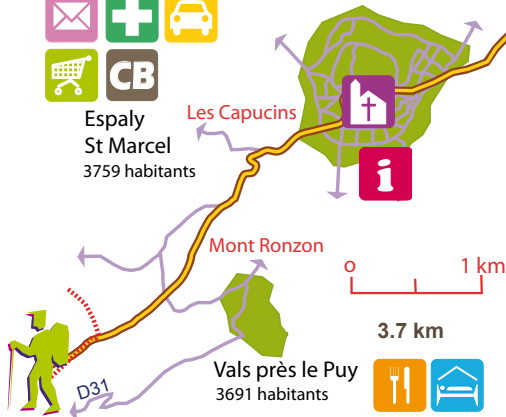 CB
Les Capucins
Espaly
St Marcel
3759 habitants
i
Mont Ronzon
o 1 km
3.7 km
Vals près le Puy
3691 habitants
D31